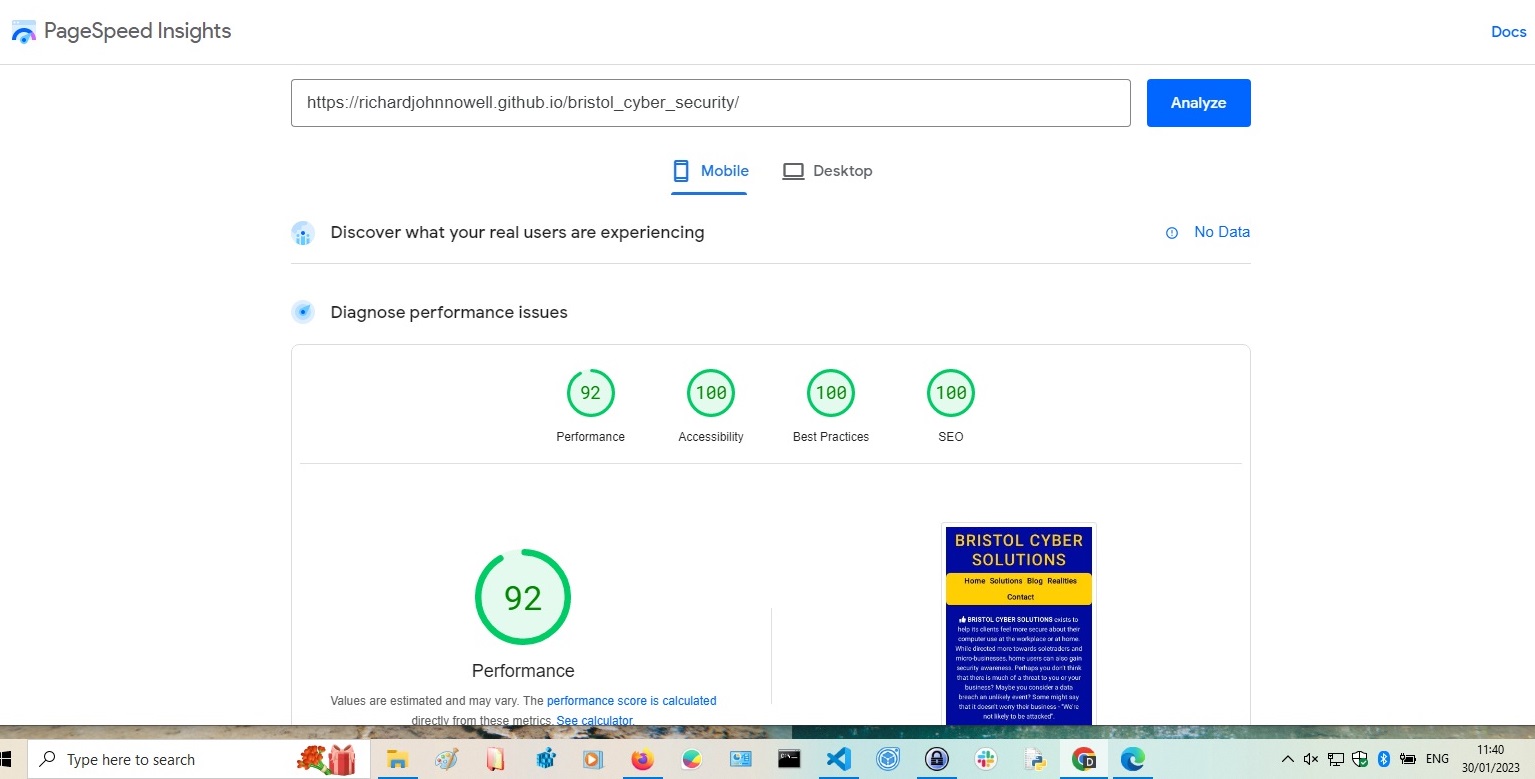 PageSpeed Insights
Docs
https://richardjohnnowell.github.io/bristol_cyber_security/
Analyze
Mobile
Desktop
Discover what your real users are experiencing
No Data
Diagnose performance issues
92
100
100
100
Performance
Accessibility
Best Practices
SEO
92
Performance
Values are estimated and may vary. The performance score is calculated
directly from these metrics. See calculator.
BRISTOL CYBER
SOLUTIONS
Home Solutions Blog Realities
Contact
BRISTOL CYBER SOLUTIONS exists to
help its clients feel more secure about their
computer use at the workplace or at home.
While directed more towards soletraders and
micro-businesses, home users can also gain
security awareness. Perhaps you don't think
that there is much of a threat to you or your
business? Maybe you consider a data
breach an unlikely event? Some might say
that it doesn't worry their business - "We're
not likely to be attacked".
Type here to search
ENG
11:40
30/01/2023